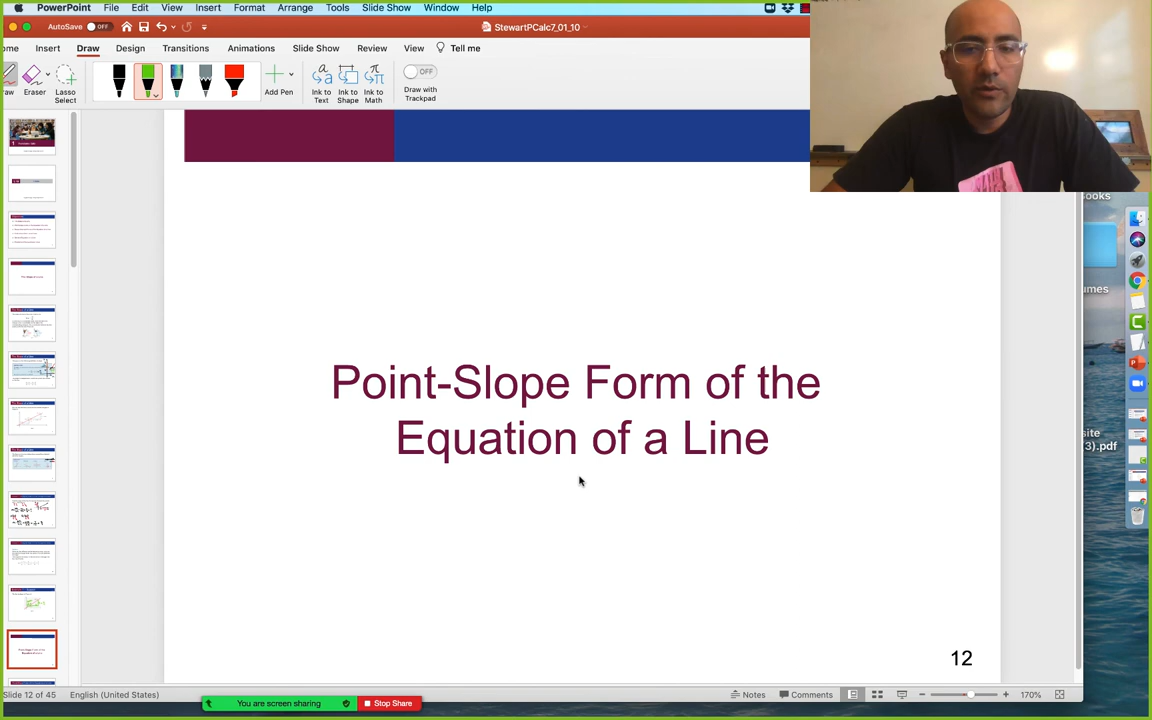 PowerPoint File Edit View Insert Format Arrange Tools Slide Show Window Help
AutoSave OFF StewartPCalc7_01_10
Insert Draw Design Transitions Animations Slide Show Review View Tell me
Eraser Lasso Select Add Pen Ink to Text Ink to Shape Ink to Math OFF Draw with Trackpad
Point-Slope Form of the
Equation of a Line
12
3).pdf
Slide 12 of 45 English (United States) Notes Comments 170%
You are screen sharing Stop Share